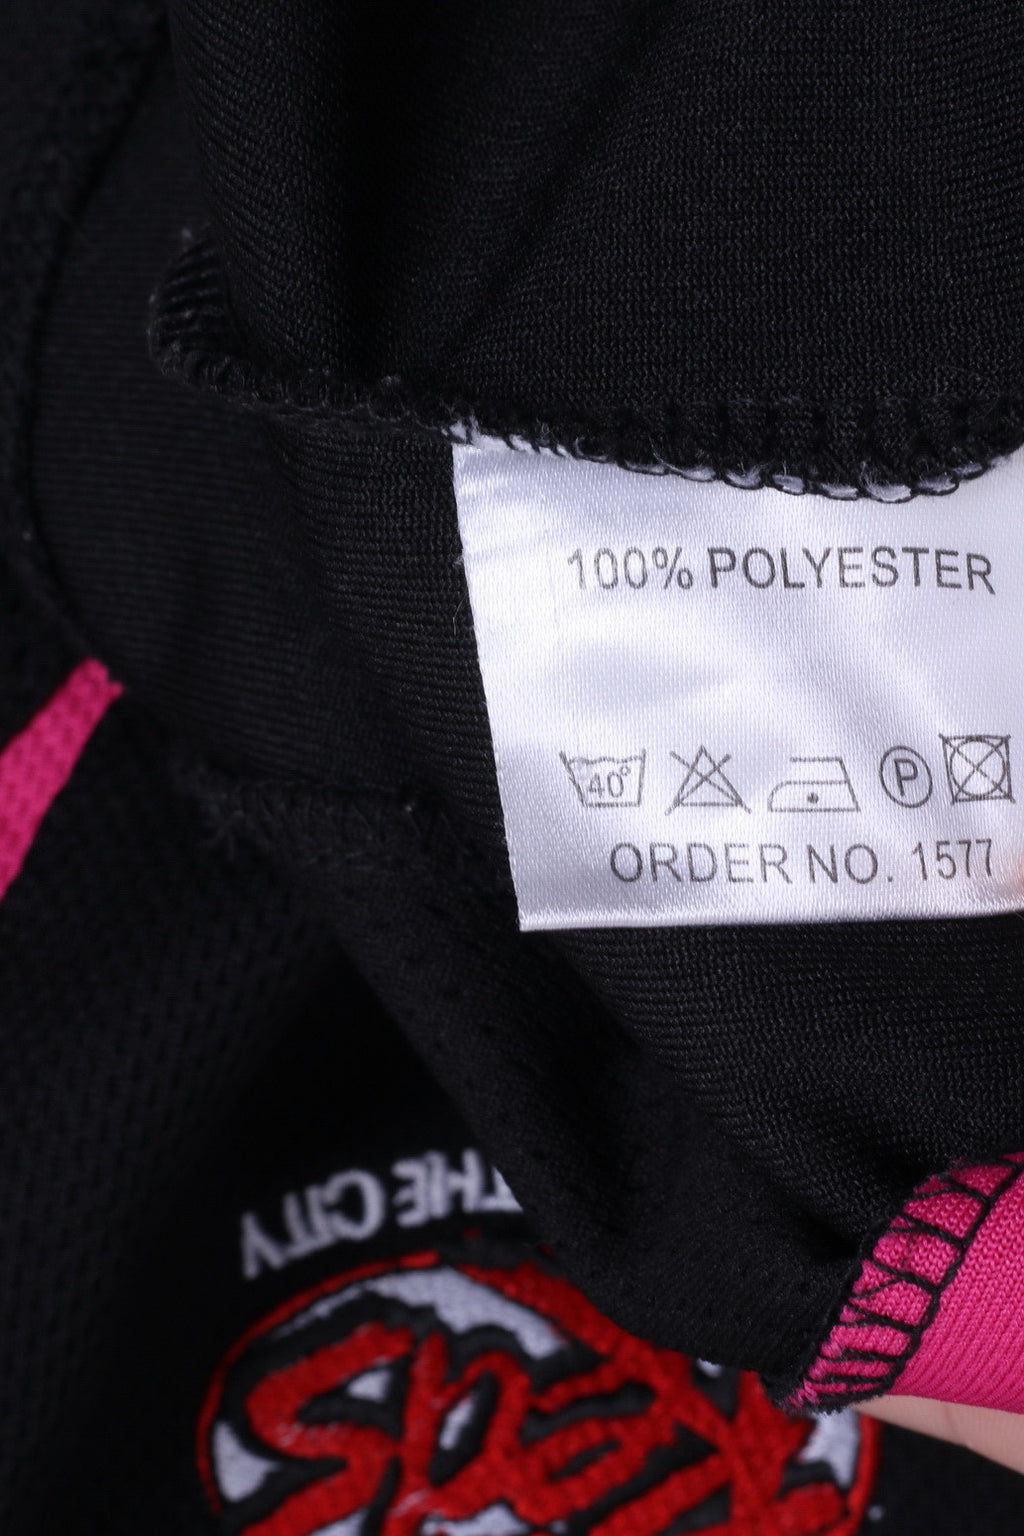 100% POLYESTER
40° P
ORDER NO. 1577
THE CITY